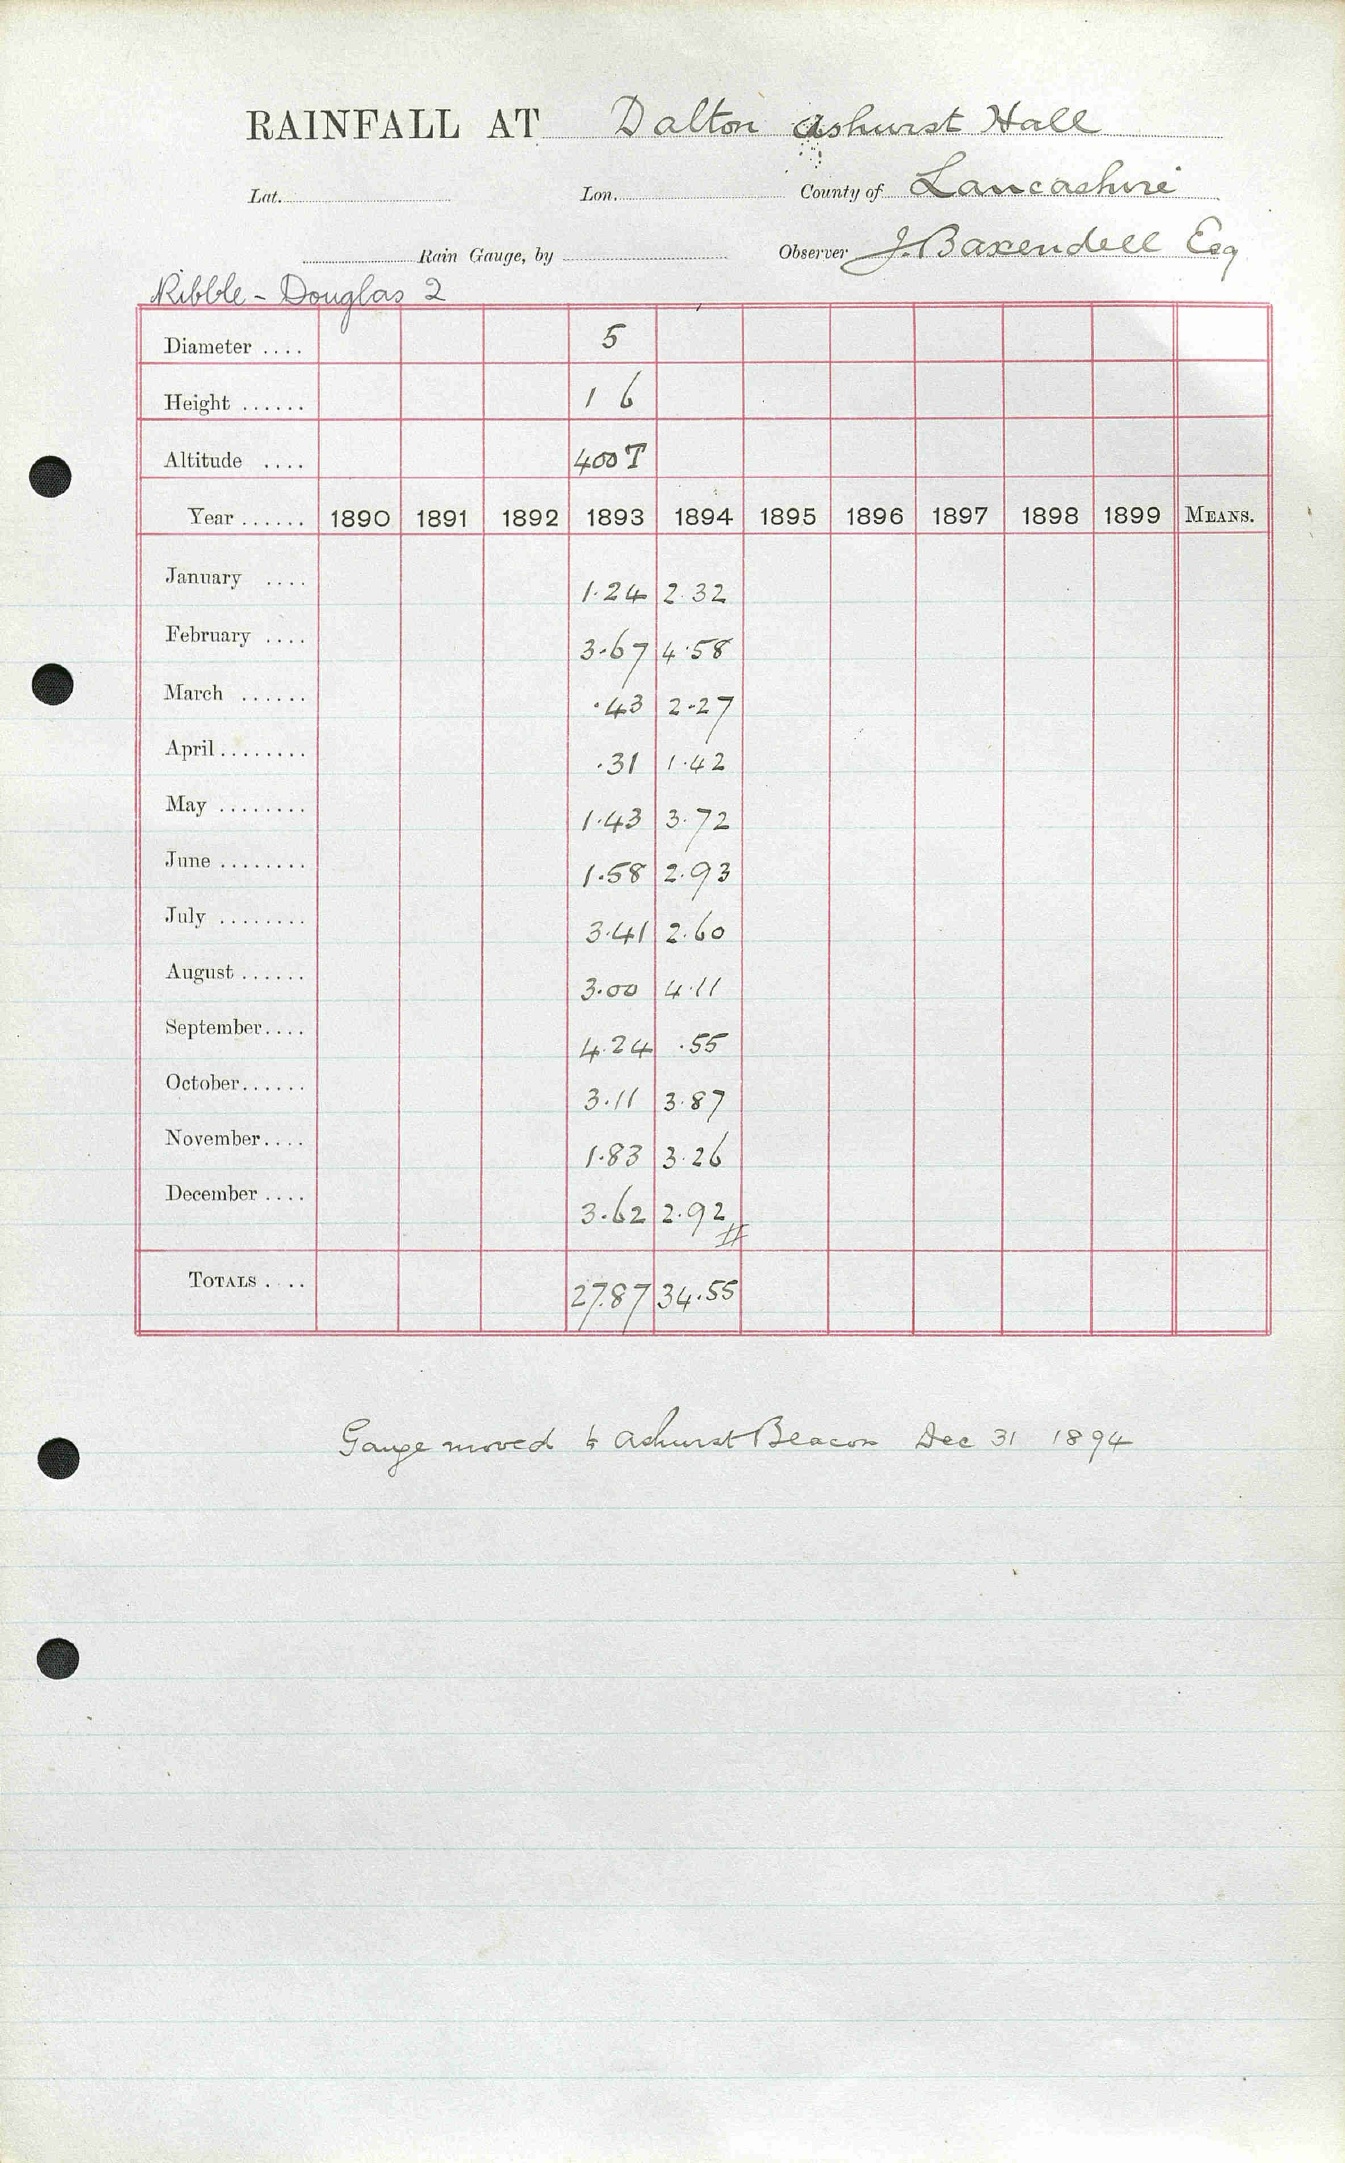 RAINFALL AT Dalton Ashurst Hall
Lat. Lon. County of Lancashire
Rain Gauge, by Observer J. Baxendell Esq
Ribble - Douglas 2
Diameter .... 5
Height ...... 1 6
Altitude .... 400 T
Year ...... 1890 1891 1892 1893 1894 1895 1896 1897 1898 1899 MEANS.
January .... 1.24 2.32
February .... 3.67 4.58
March ...... .43 2.27
April ........ .31 1.42
May ........ 1.43 3.72
June ........ 1.58 2.93
July ........ 3.41 2.60
August ...... 3.00 4.11
September .... 4.24 .55
October ...... 3.11 3.87
November .... 1.83 3.26
December .... 3.62 2.92 #
TOTALS .... 27.87 34.55
Gauge moved to Ashurst Beacon Dec 31 1894